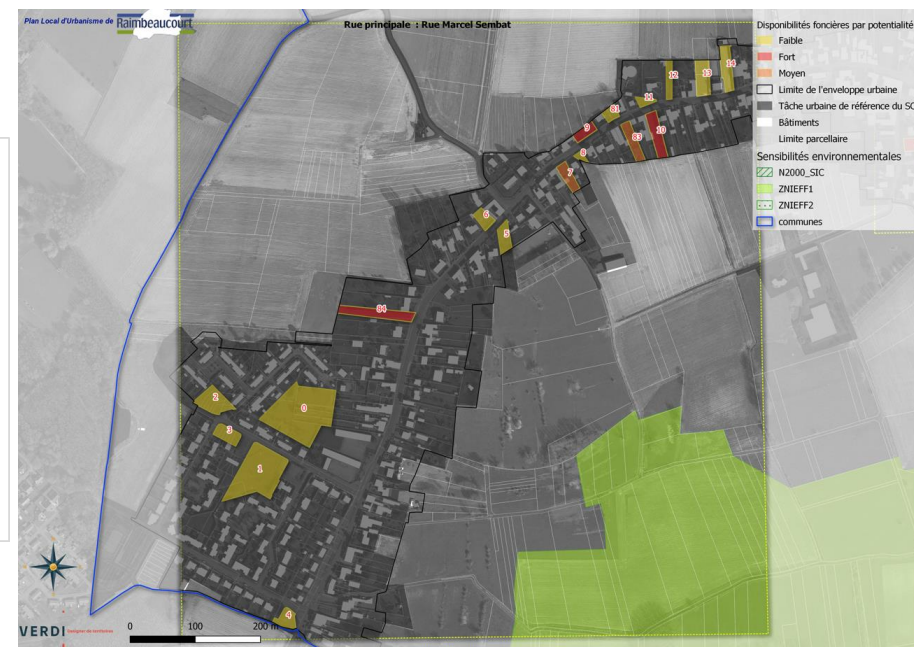 Plan Local d'Urbanisme de Raimbeaucourt
Rue principale : Rue Marcel Sembat
Disponibilités foncières par potentialité
Faible
Fort
Moyen
Limite de l'enveloppe urbaine
Tâche urbaine de référence du SC
Bâtiments
Limite parcellaire
Sensibilités environnementales
N2000_SIC
ZNIEFF1
ZNIEFF2
communes
14
12
13
11
81
9
83
10
8
7
6
5
84
2
0
3
1
4
VERDI
0 100 200 m